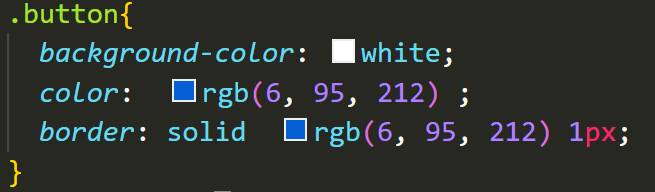 .button{
background-color: white;
color: rgb(6, 95, 212) ;
border: solid rgb(6, 95, 212) 1px;
}